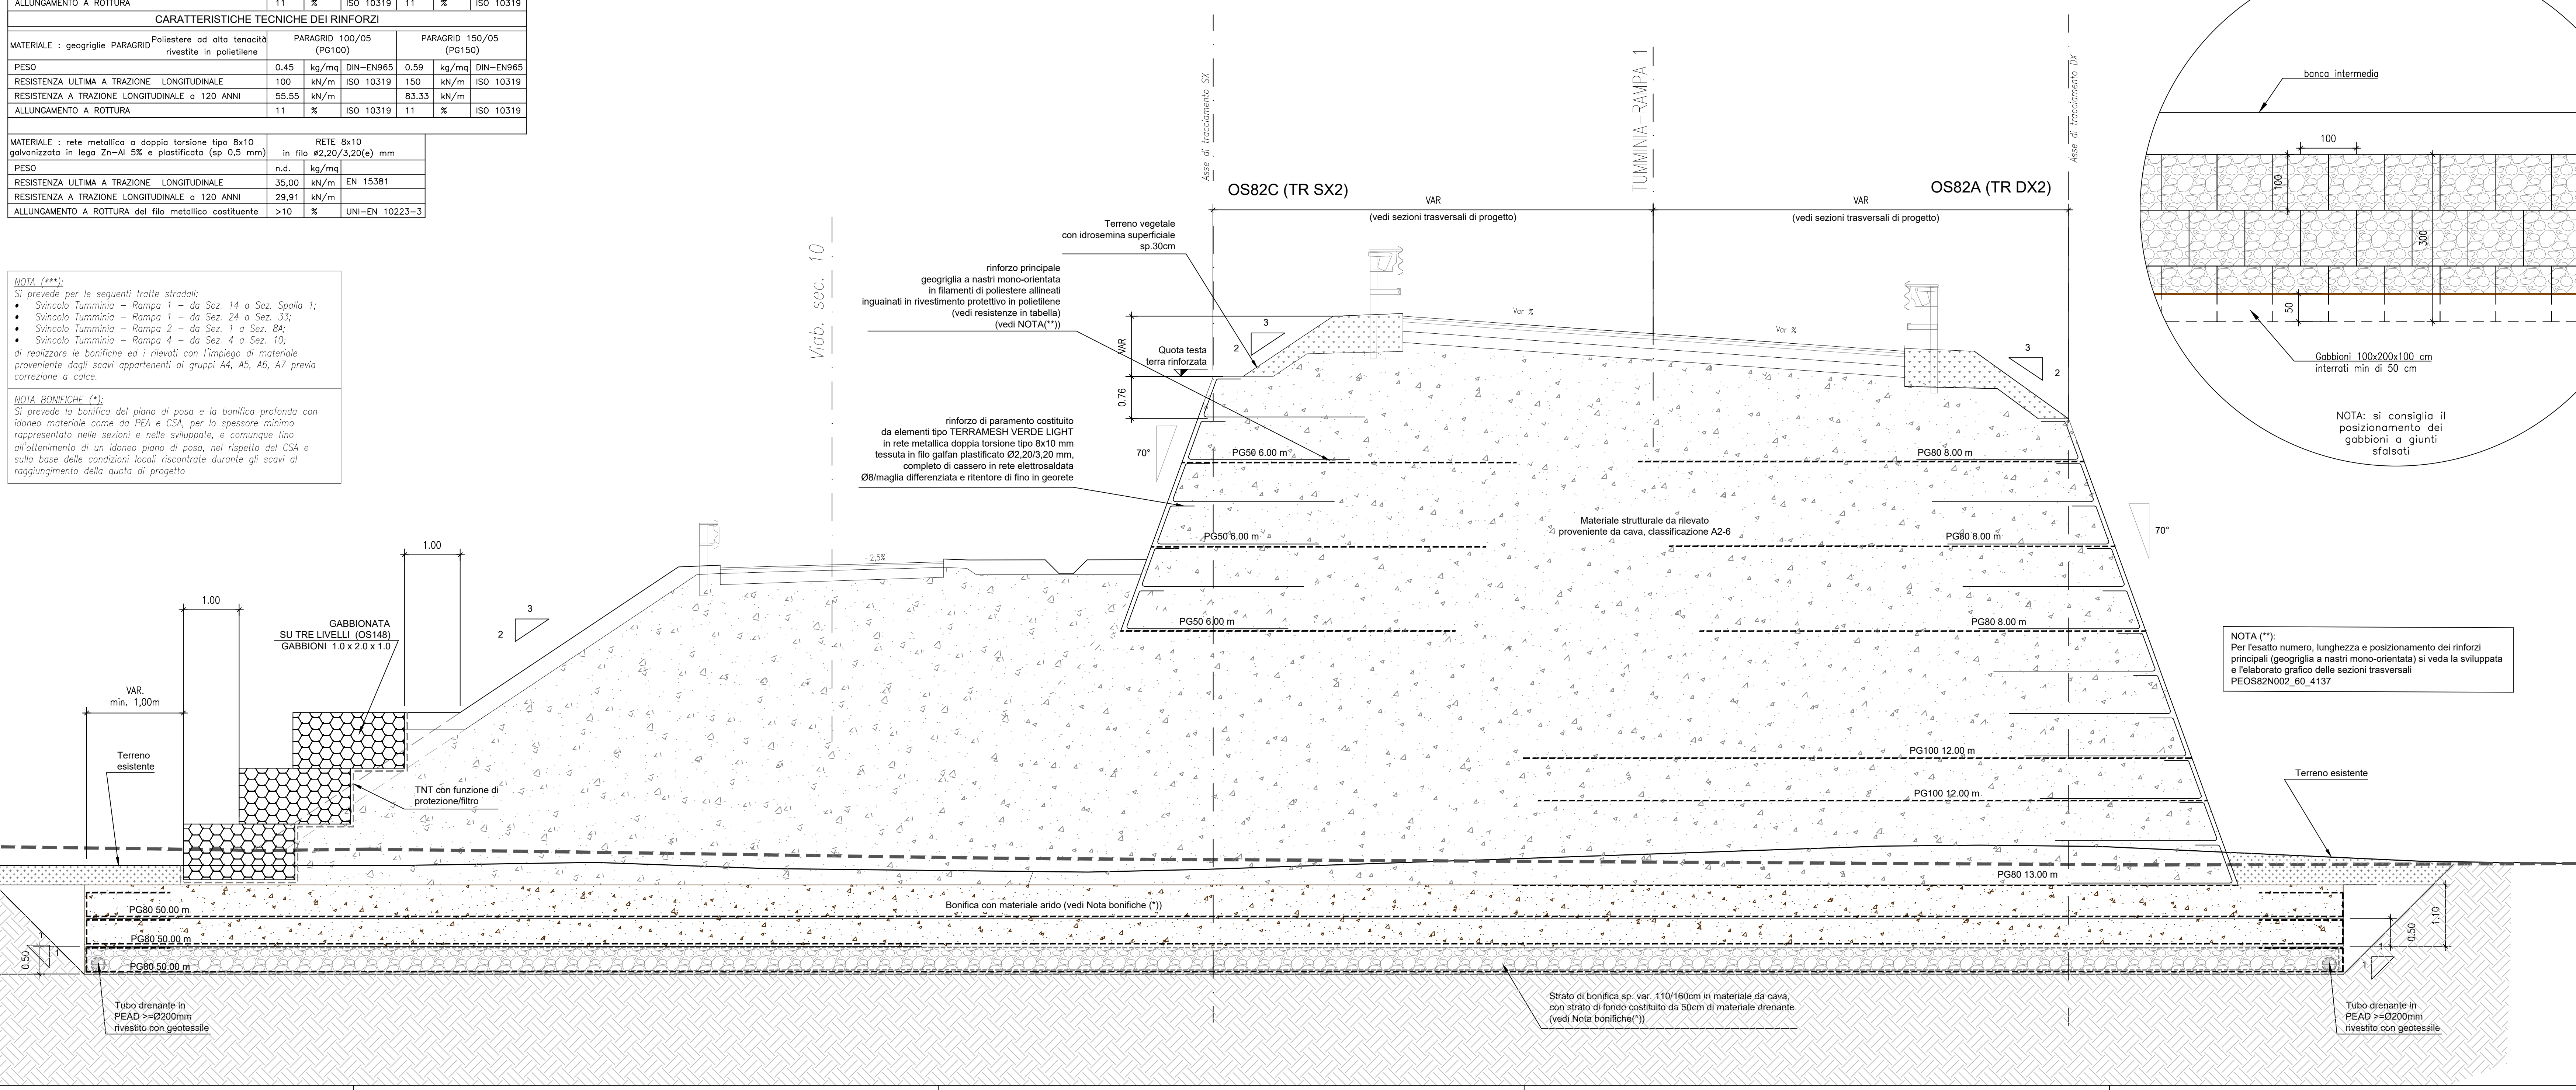 ALLUNGAMENTO A ROTTURA 11 % ISO 10319 11 % ISO 10319
CARATTERISTICHE TECNICHE DEI RINFORZI
MATERIALE : geogriglie PARAGRID Poliestere ad alta tenacità
rivestite in polietilene
PARAGRID 100/05
(PG100)
PARAGRID 150/05
(PG150)
PESO 0.45 kg/mq DIN-EN965 0.59 kg/mq DIN-EN965
RESISTENZA ULTIMA A TRAZIONE LONGITUDINALE 100 kN/m ISO 10319 150 kN/m ISO 10319
RESISTENZA A TRAZIONE LONGITUDINALE a 120 ANNI 55.55 kN/m 83.33 kN/m
ALLUNGAMENTO A ROTTURA 11 % ISO 10319 11 % ISO 10319
MATERIALE : rete metallica a doppia torsione tipo 8x10
galvanizzata in lega Zn-Al 5% e plastificata (sp 0,5 mm)
RETE 8x10
in filo ø2,20/3,20(e) mm
PESO n.d. kg/mq
RESISTENZA ULTIMA A TRAZIONE LONGITUDINALE 35,00 kN/m EN 15381
RESISTENZA A TRAZIONE LONGITUDINALE a 120 ANNI 29,91 kN/m
ALLUNGAMENTO A ROTTURA del filo metallico costituente >10 % UNI-EN 10223-3
NOTA (***):
Si prevede per le seguenti tratte stradali:
• Svincolo Tumminia - Rampa 1 - da Sez. 14 a Sez. Spalla 1;
• Svincolo Tumminia - Rampa 1 - da Sez. 24 a Sez. 33;
• Svincolo Tumminia - Rampa 2 - da Sez. 1 a Sez. 8A;
• Svincolo Tumminia - Rampa 4 - da Sez. 4 a Sez. 10;
di realizzare le bonifiche ed i rilevati con l'impiego di materiale
proveniente dagli scavi appartenenti ai gruppi A4, A5, A6, A7 previa
correzione a calce.
NOTA BONIFICHE (*):
Si prevede la bonifica del piano di posa e la bonifica profonda con
idoneo materiale come da PEA e CSA, per lo spessore minimo
rappresentato nelle sezioni e nelle sviluppate, e comunque fino
all'ottenimento di un idoneo piano di posa, nel rispetto del CSA e
sulla base delle condizioni locali riscontrate durante gli scavi al
raggiungimento della quota di progetto
Viab. sec. 10
Asse di tracciamento SX
TUMMINIA-RAMPA 1
Asse di tracciamento DX
OS82C (TR SX2)
OS82A (TR DX2)
VAR
(vedi sezioni trasversali di progetto)
VAR
(vedi sezioni trasversali di progetto)
Terreno vegetale
con idrosemina superficiale
sp.30cm
rinforzo principale
geogriglia a nastri mono-orientata
in filamenti di poliestere allineati
inguainati in rivestimento protettivo in polietilene
(vedi resistenze in tabella)
(vedi NOTA(**))
VAR
0.76
Quota testa
terra rinforzata
3
2
Var %
Var %
3
2
rinforzo di paramento costituito
da elementi tipo TERRAMESH VERDE LIGHT
in rete metallica doppia torsione tipo 8x10 mm
tessuta in filo galfan plastificato Ø2,20/3,20 mm,
completo di cassero in rete elettrosaldata
Ø8/maglia differenziata e ritentore di fino in georete
70°
70°
PG50 6.00 m
PG80 8.00 m
Materiale strutturale da rilevato
proveniente da cava, classificazione A2-6
PG50 6.00 m
PG80 8.00 m
PG50 6.00 m
PG80 8.00 m
PG100 12.00 m
PG100 12.00 m
PG80 13.00 m
-2,5%
3
2
1.00
1.00
GABBIONATA
SU TRE LIVELLI (OS148)
GABBIONI 1.0 x 2.0 x 1.0
VAR.
min. 1,00m
Terreno
esistente
TNT con funzione di
protezione/filtro
Terreno esistente
PG80 50.00 m
Bonifica con materiale arido (vedi Nota bonifiche (*))
PG80 50.00 m
PG80 50.00 m
0.50
1
1
0.50
1.10
1
1
Tubo drenante in
PEAD >=Ø200mm
rivestito con geotessile
Strato di bonifica sp. var. 110/160cm in materiale da cava,
con strato di fondo costituito da 50cm di materiale drenante
(vedi Nota bonifiche(*))
Tubo drenante in
PEAD >=Ø200mm
rivestito con geotessile
NOTA (**):
Per l'esatto numero, lunghezza e posizionamento dei rinforzi
principali (geogriglia a nastri mono-orientata) si veda la sviluppata
e l'elaborato grafico delle sezioni trasversali
PEOS82N002_60_4137
banca intermedia
100
100
300
50
Gabbioni 100x200x100 cm
interrati min di 50 cm
NOTA: si consiglia il
posizionamento dei
gabbioni a giunti
sfalsati